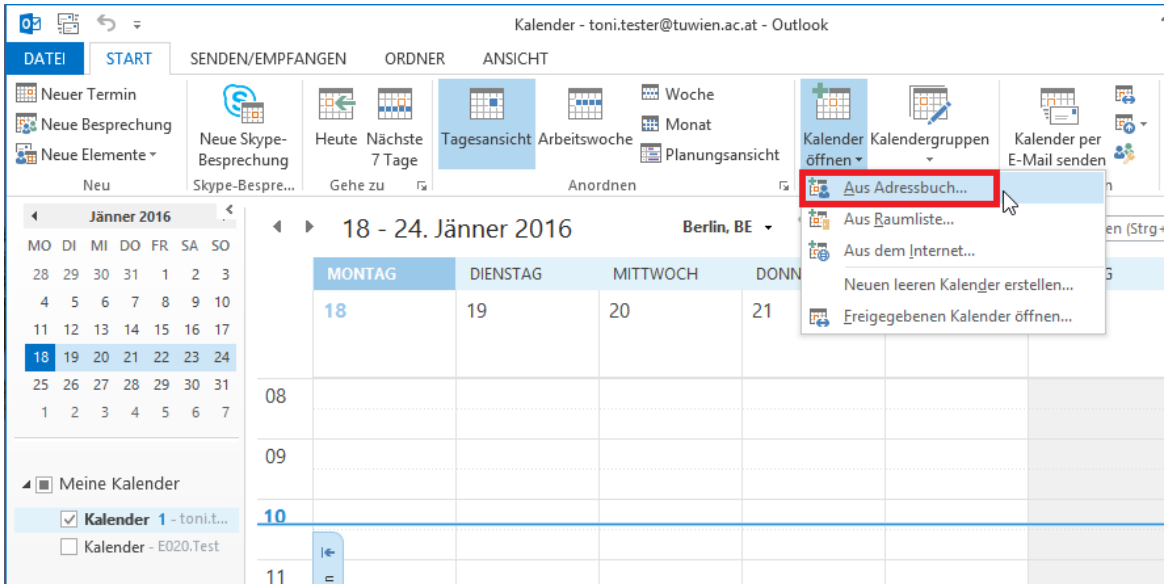 Kalender - toni.tester@tuwien.ac.at - Outlook
DATEI START SENDEN/EMPFANGEN ORDNER ANSICHT
Neuer Termin
Neue Besprechung
Neue Elemente
Neu
Neue Skype-
Besprechung
Skype-Bespre...
Heute
Nächste
7 Tage
Gehe zu
Tagesansicht
Arbeitswoche
Woche
Monat
Planungsansicht
Anordnen
Kalender
öffnen
Kalendergruppen
Kalender per
E-Mail senden
Aus Adressbuch...
Aus Raumliste...
Aus dem Internet...
Neuen leeren Kalender erstellen...
Freigegebenen Kalender öffnen...
Jänner 2016
MO DI MI DO FR SA SO
28 29 30 31 1 2 3
4 5 6 7 8 9 10
11 12 13 14 15 16 17
18 19 20 21 22 23 24
25 26 27 28 29 30 31
1 2 3 4 5 6 7
Meine Kalender
Kalender 1 - toni.t...
Kalender - E020.Test
18 - 24. Jänner 2016
Berlin, BE
en (Strg+
MONTAG DIENSTAG MITTWOCH DONN
18 19 20 21
08
09
10
11